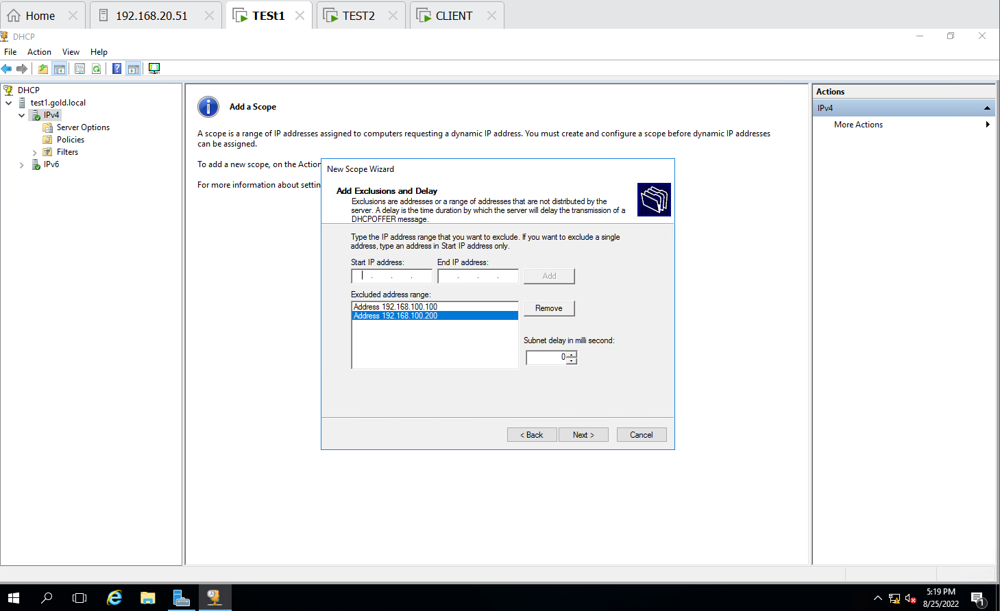 Home
192.168.20.51
TESt1
TEST2
CLIENT
DHCP
File Action View Help
DHCP
test1.gold.local
IPv4
Server Options
Policies
Filters
IPv6
Add a Scope
A scope is a range of IP addresses assigned to computers requesting a dynamic IP address. You must create and configure a scope before dynamic IP addresses
can be assigned.
To add a new scope, on the Action
For more information about settin
New Scope Wizard
Add Exclusions and Delay
Exclusions are addresses or a range of addresses that are not distributed by the
server. A delay is the time duration by which the server will delay the transmission of a
DHCPOFFER message.
Type the IP address range that you want to exclude. If you want to exclude a single
address, type an address in Start IP address only.
Start IP address: End IP address:
Add
Excluded address range:
Address 192.168.100.100
Address 192.168.100.200
Remove
Subnet delay in milli second:
0
< Back Next > Cancel
Actions
IPv4
More Actions
5:19 PM
8/25/2022
1